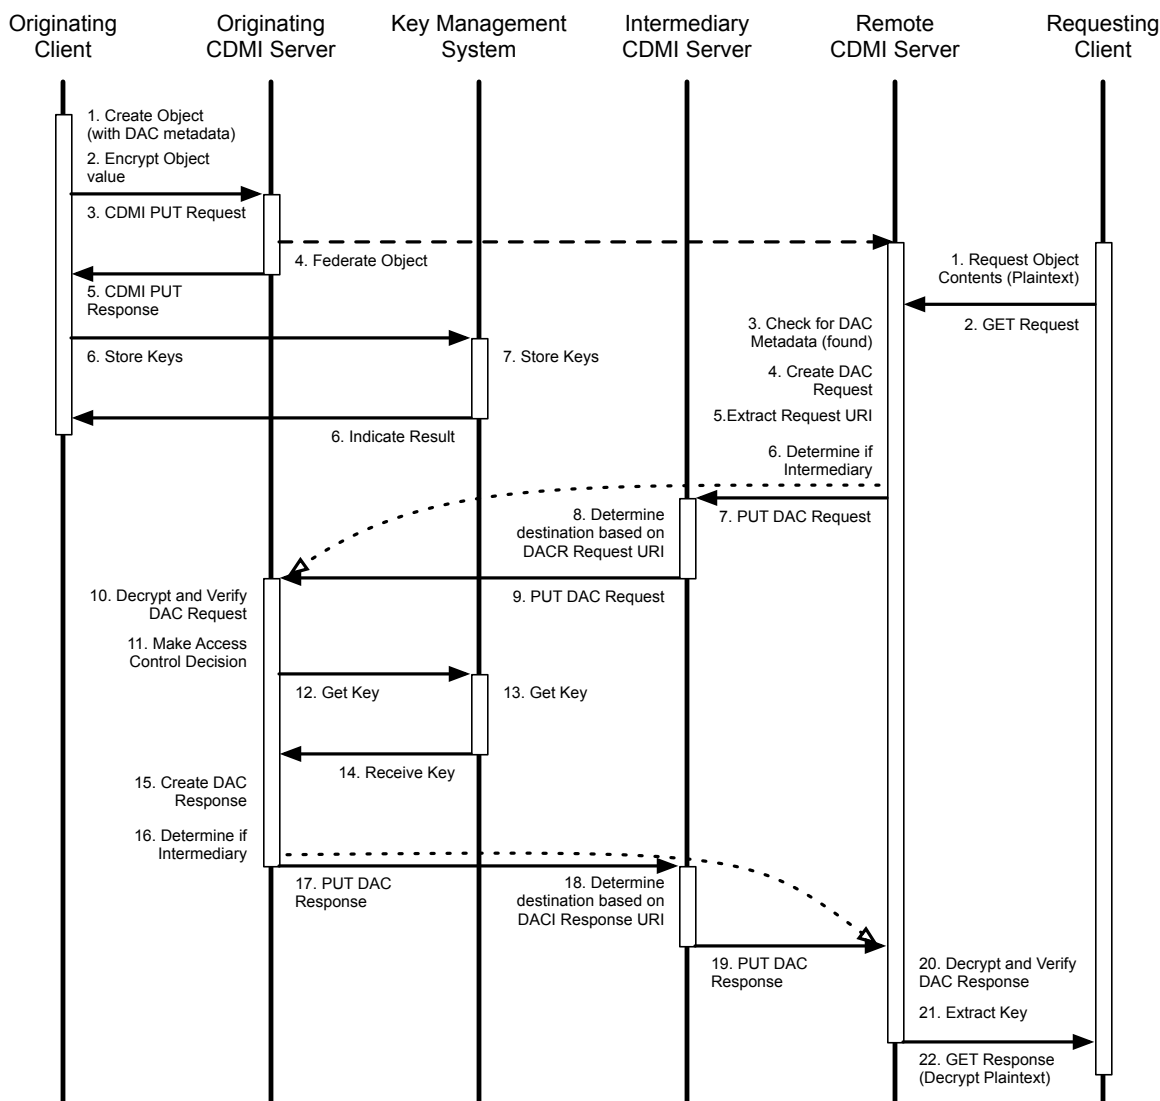 Originating
Client
Originating
CDMI Server
Key Management
System
Intermediary
CDMI Server
Remote
CDMI Server
Requesting
Client
1. Create Object
(with DAC metadata)
2. Encrypt Object
value
3. CDMI PUT Request
4. Federate Object
5. CDMI PUT
Response
6. Store Keys
7. Store Keys
6. Indicate Result
1. Request Object
Contents (Plaintext)
2. GET Request
3. Check for DAC
Metadata (found)
4. Create DAC
Request
5.Extract Request URI
6. Determine if
Intermediary
7. PUT DAC Request
8. Determine
destination based on
DACR Request URI
9. PUT DAC Request
10. Decrypt and Verify
DAC Request
11. Make Access
Control Decision
12. Get Key
13. Get Key
14. Receive Key
15. Create DAC
Response
16. Determine if
Intermediary
17. PUT DAC
Response
18. Determine
destination based on
DACI Response URI
19. PUT DAC
Response
20. Decrypt and Verify
DAC Response
21. Extract Key
22. GET Response
(Decrypt Plaintext)